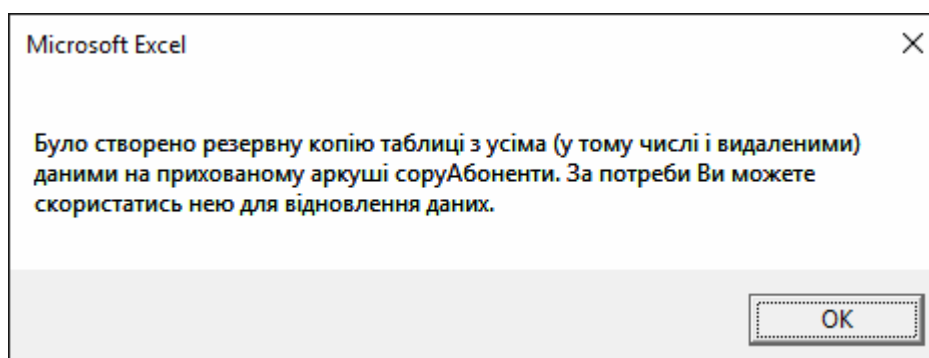 Microsoft Excel
Було створено резервну копію таблиці з усіма (у тому числі і видаленими)
даними на прихованому аркуші copyАбоненти. За потреби Ви можете
скористатись нею для відновлення даних.
OK